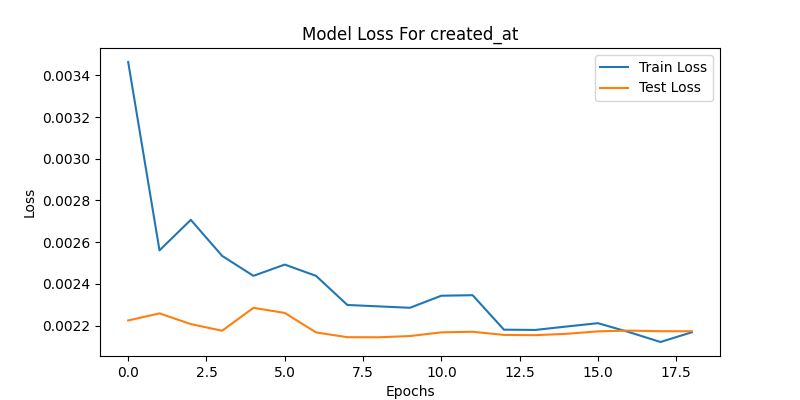 Model Loss For created_at
Train Loss
Test Loss
0.0034
0.0032
0.0030
0.0028
0.0026
0.0024
0.0022
Loss
0.0 2.5 5.0 7.5 10.0 12.5 15.0 17.5
Epochs